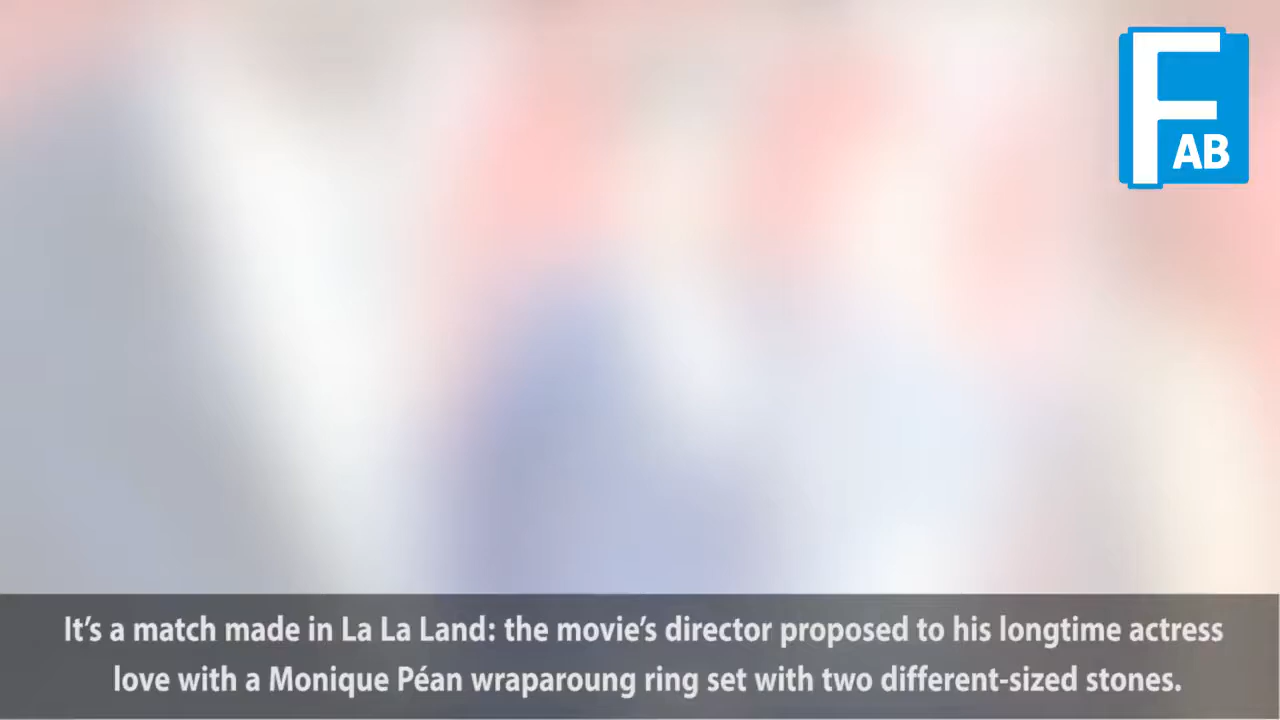 F
AB
It’s a match made in La La Land: the movie’s director proposed to his longtime actress
love with a Monique Péan wraparoung ring set with two different-sized stones.